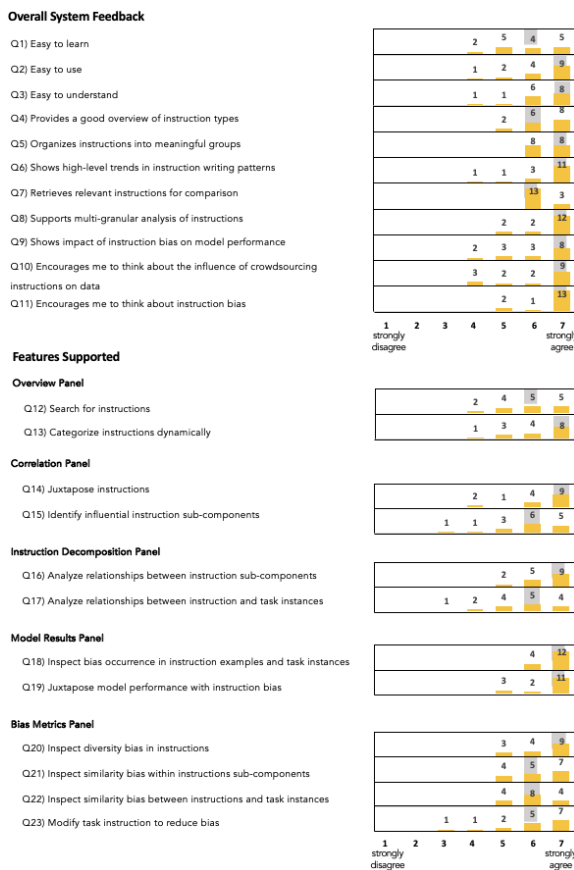 Overall System Feedback
Q1) Easy to learn 2 5 4 5
Q2) Easy to use 1 2 4 9
Q3) Easy to understand 1 1 6 8
Q4) Provides a good overview of instruction types 2 6 8
Q5) Organizes instructions into meaningful groups 8 8
Q6) Shows high-level trends in instruction writing patterns 1 1 3 11
Q7) Retrieves relevant instructions for comparison 13 3
Q8) Supports multi-granular analysis of instructions 2 2 12
Q9) Shows impact of instruction bias on model performance 2 3 3 8
Q10) Encourages me to think about the influence of crowdsourcing 3 2 2 9
instructions on data
Q11) Encourages me to think about instruction bias 2 1 13
1 2 3 4 5 6 7
strongly strongly
disagree agree
Features Supported
Overview Panel
Q12) Search for instructions 2 4 5 5
Q13) Categorize instructions dynamically 1 3 4 8
Correlation Panel
Q14) Juxtapose instructions 2 1 4 9
Q15) Identify influential instruction sub-components 1 1 3 6 5
Instruction Decomposition Panel
Q16) Analyze relationships between instruction sub-components 2 5 9
Q17) Analyze relationships between instruction and task instances 1 2 4 5 4
Model Results Panel
Q18) Inspect bias occurrence in instruction examples and task instances 4 12
Q19) Juxtapose model performance with instruction bias 3 2 11
Bias Metrics Panel
Q20) Inspect diversity bias in instructions 3 4 9
Q21) Inspect similarity bias within instructions sub-components 4 5 7
Q22) Inspect similarity bias between instructions and task instances 4 8 4
Q23) Modify task instruction to reduce bias 1 1 2 5 7
1 2 3 4 5 6 7
strongly strongly
disagree agree